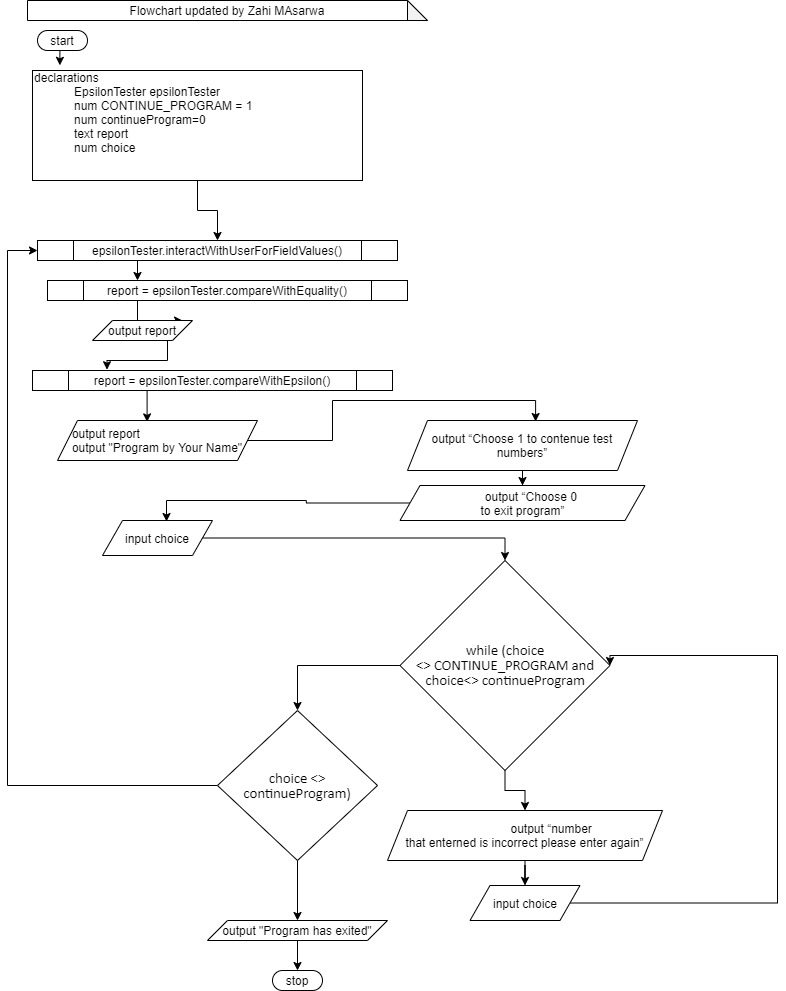 Flowchart updated by Zahi MAsarwa
start
declarations
EpsilonTester epsilonTester
num CONTINUE_PROGRAM = 1
num continueProgram=0
text report
num choice
epsilonTester.interactWithUserForFieldValues()
report = epsilonTester.compareWithEquality()
output report
report = epsilonTester.compareWithEpsilon()
output report
output "Program by Your Name"
output “Choose 1 to contenue test
numbers”
output “Choose 0
to exit program”
input choice
while (choice
<> CONTINUE_PROGRAM and
choice<> continueProgram
choice <>
continueProgram)
output “number
that enterned is incorrect please enter again”
input choice
output "Program has exited"
stop